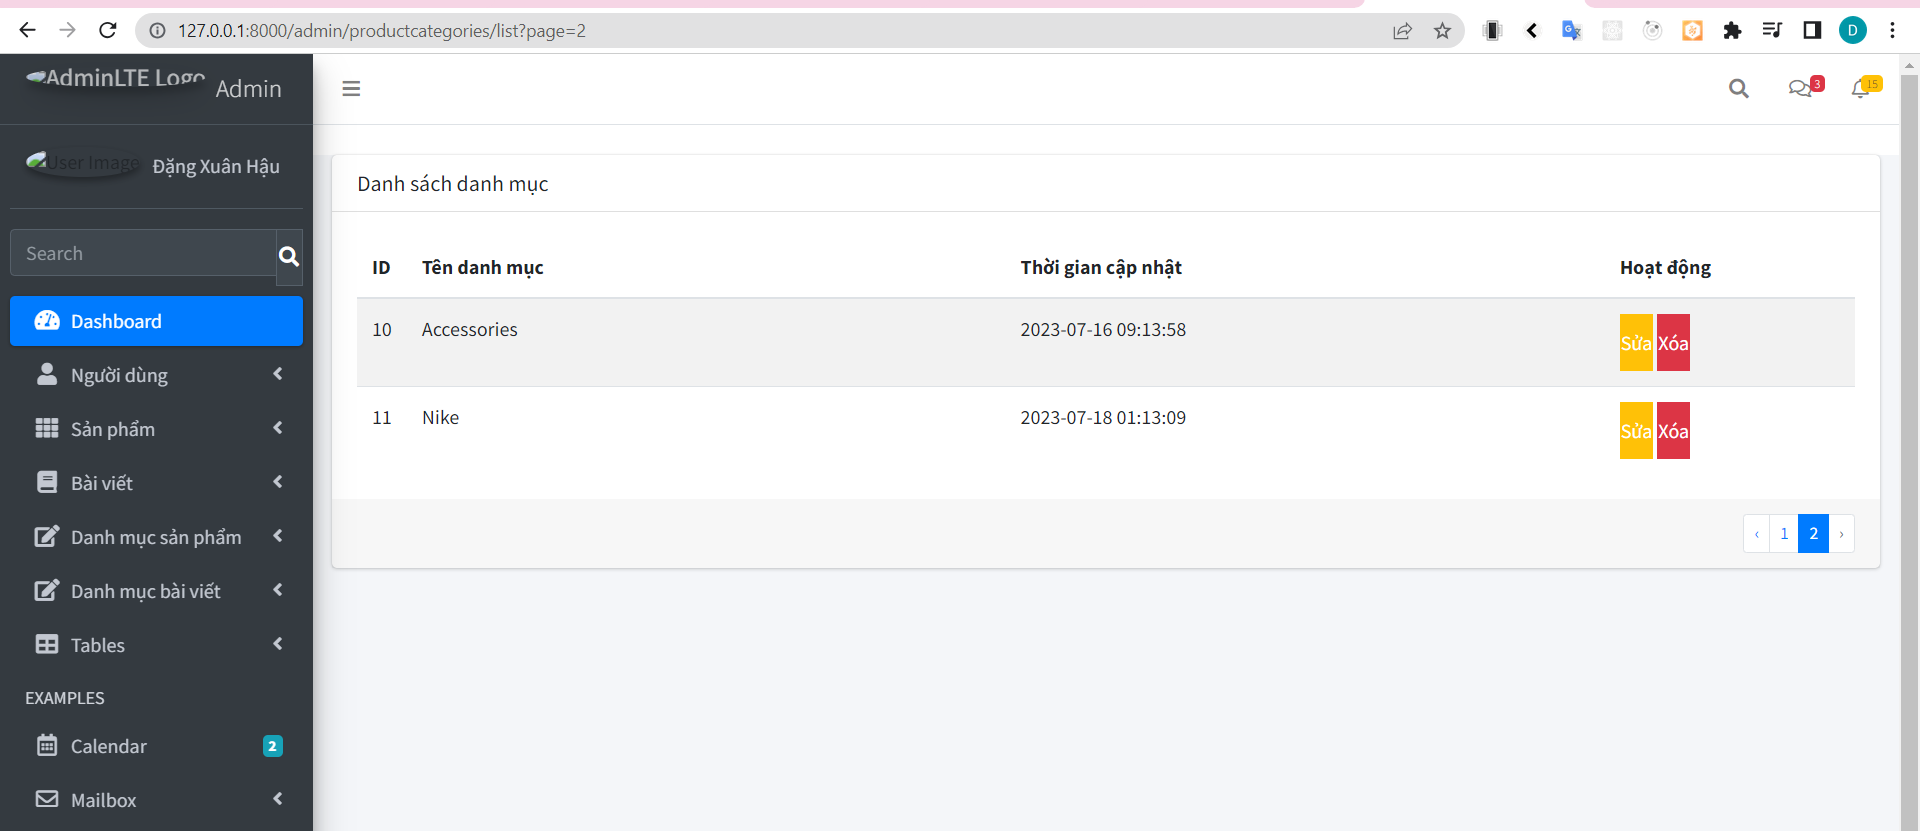 127.0.0.1:8000/admin/productcategories/list?page=2
D
AdminLTE Logo
Admin
3
15
User Image
Đặng Xuân Hậu
Search
Dashboard
Người dùng
Sản phẩm
Bài viết
Danh mục sản phẩm
Danh mục bài viết
Tables
EXAMPLES
Calendar 2
Mailbox
Danh sách danh mục
ID Tên danh mục Thời gian cập nhật Hoạt động
10 Accessories 2023-07-16 09:13:58 Sửa Xóa
11 Nike 2023-07-18 01:13:09 Sửa Xóa
‹ 1 2 ›